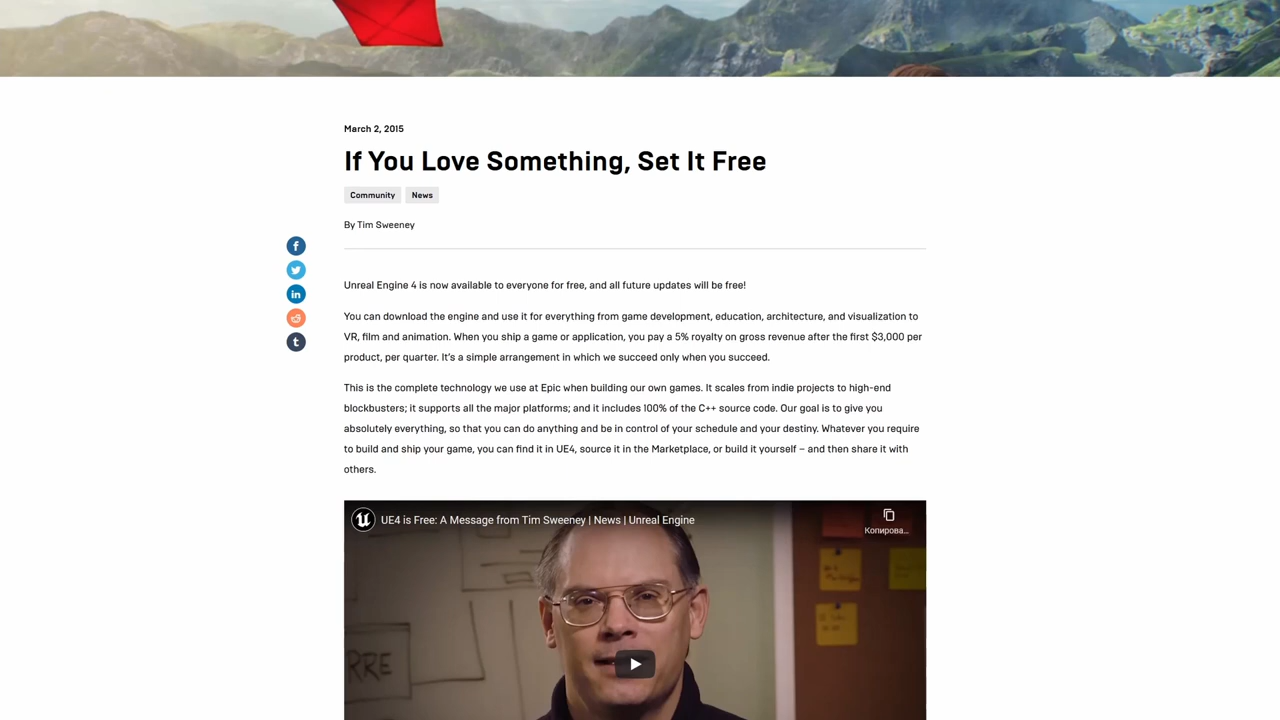 March 2, 2015
If You Love Something, Set It Free
Community News
By Tim Sweeney
Unreal Engine 4 is now available to everyone for free, and all future updates will be free!
You can download the engine and use it for everything from game development, education, architecture, and visualization to
VR, film and animation. When you ship a game or application, you pay a 5% royalty on gross revenue after the first $3,000 per
product, per quarter. It's a simple arrangement in which we succeed only when you succeed.
This is the complete technology we use at Epic when building our own games. It scales from indie projects to high-end
blockbusters; it supports all the major platforms; and it includes 100% of the C++ source code. Our goal is to give you
absolutely everything, so that you can do anything and be in control of your schedule and your destiny. Whatever you require
to build and ship your game, you can find it in UE4, source it in the Marketplace, or build it yourself – and then share it with
others.
UE4 is Free: A Message from Tim Sweeney | News | Unreal Engine
Копирова...
RRE